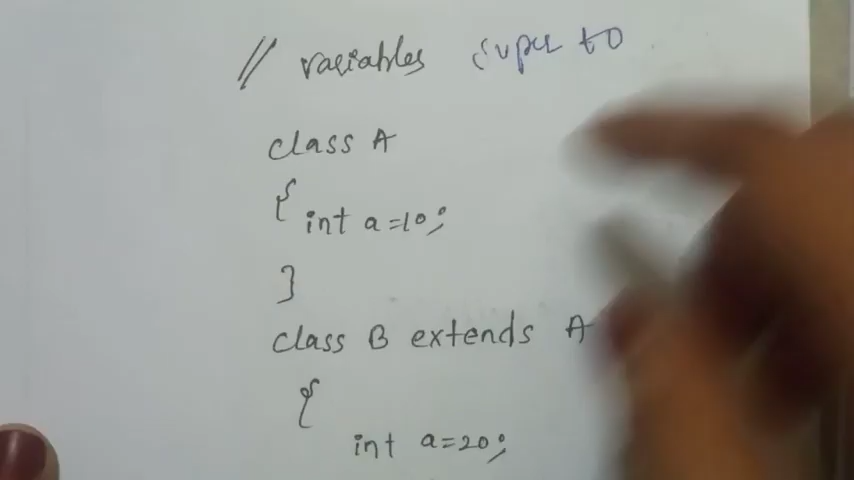 // variables super to
class A
{ int a=10;
}
class B extends A
{
int a=20;